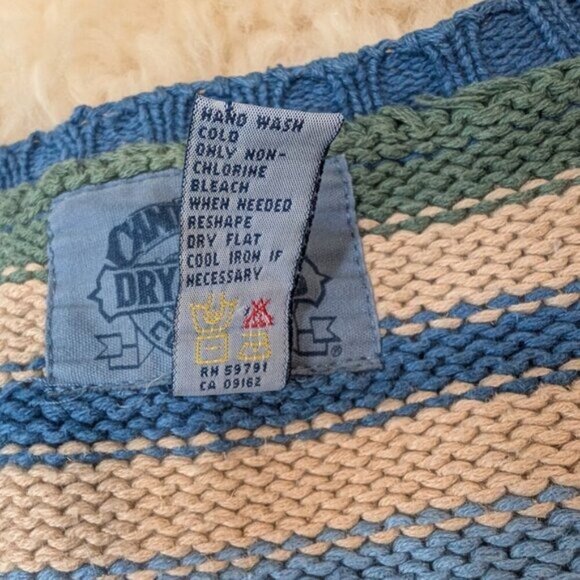 HAND WASH
COLD
ONLY NON-
CHLORINE
BLEACH
WHEN NEEDED
RESHAPE
DRY FLAT
COOL IRON IF
NECESSARY
RN 59791
CA 09162
DRY
®